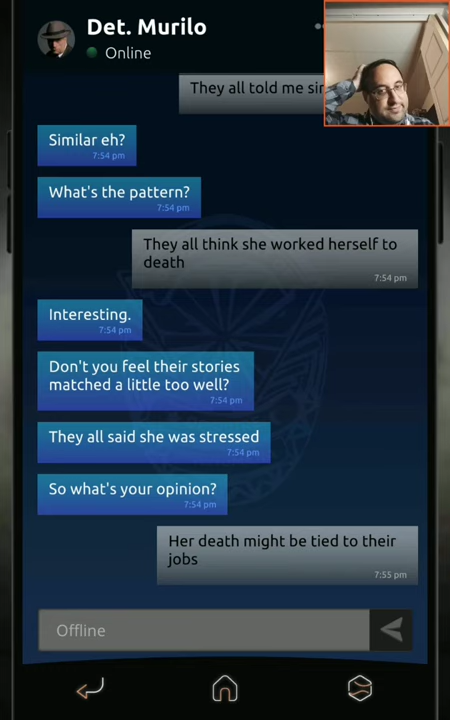 Det. Murilo
Online
They all told me
Similar eh?
7:54 pm
What's the pattern?
7:54 pm
They all think she worked herself to
death
7:54 pm
Interesting.
7:54 pm
Don't you feel their stories
matched a little too well?
7:54 pm
They all said she was stressed
7:54 pm
So what's your opinion?
7:54 pm
Her death might be tied to their
jobs
7:55 pm
Offline